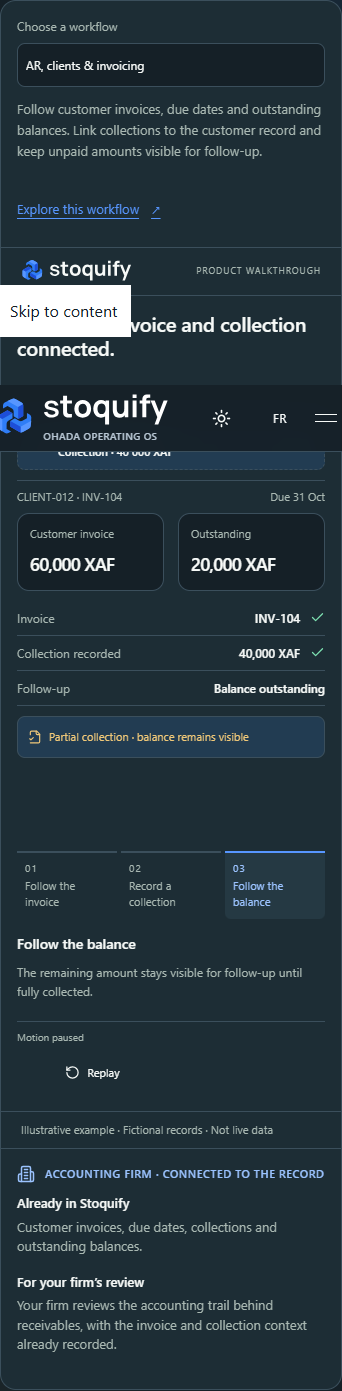 Choose a workflow
AR, clients & invoicing
Follow customer invoices, due dates and outstanding
balances. Link collections to the customer record and
keep unpaid amounts visible for follow-up.
Explore this workflow ↗
stoquify
PRODUCT WALKTHROUGH
Skip to content
voice and collection
connected.
stoquify
OHADA OPERATING OS
FR
Collection · 40 000 XAF
CLIENT-012 · INV-104
Due 31 Oct
Customer invoice
60,000 XAF
Outstanding
20,000 XAF
Invoice
INV-104
Collection recorded
40,000 XAF
Follow-up
Balance outstanding
Partial collection · balance remains visible
01
Follow the
invoice
02
Record a
collection
03
Follow the
balance
Follow the balance
The remaining amount stays visible for follow-up until
fully collected.
Motion paused
Replay
Illustrative example · Fictional records · Not live data
ACCOUNTING FIRM · CONNECTED TO THE RECORD
Already in Stoquify
Customer invoices, due dates, collections and
outstanding balances.
For your firm's review
Your firm reviews the accounting trail behind
receivables, with the invoice and collection context
already recorded.